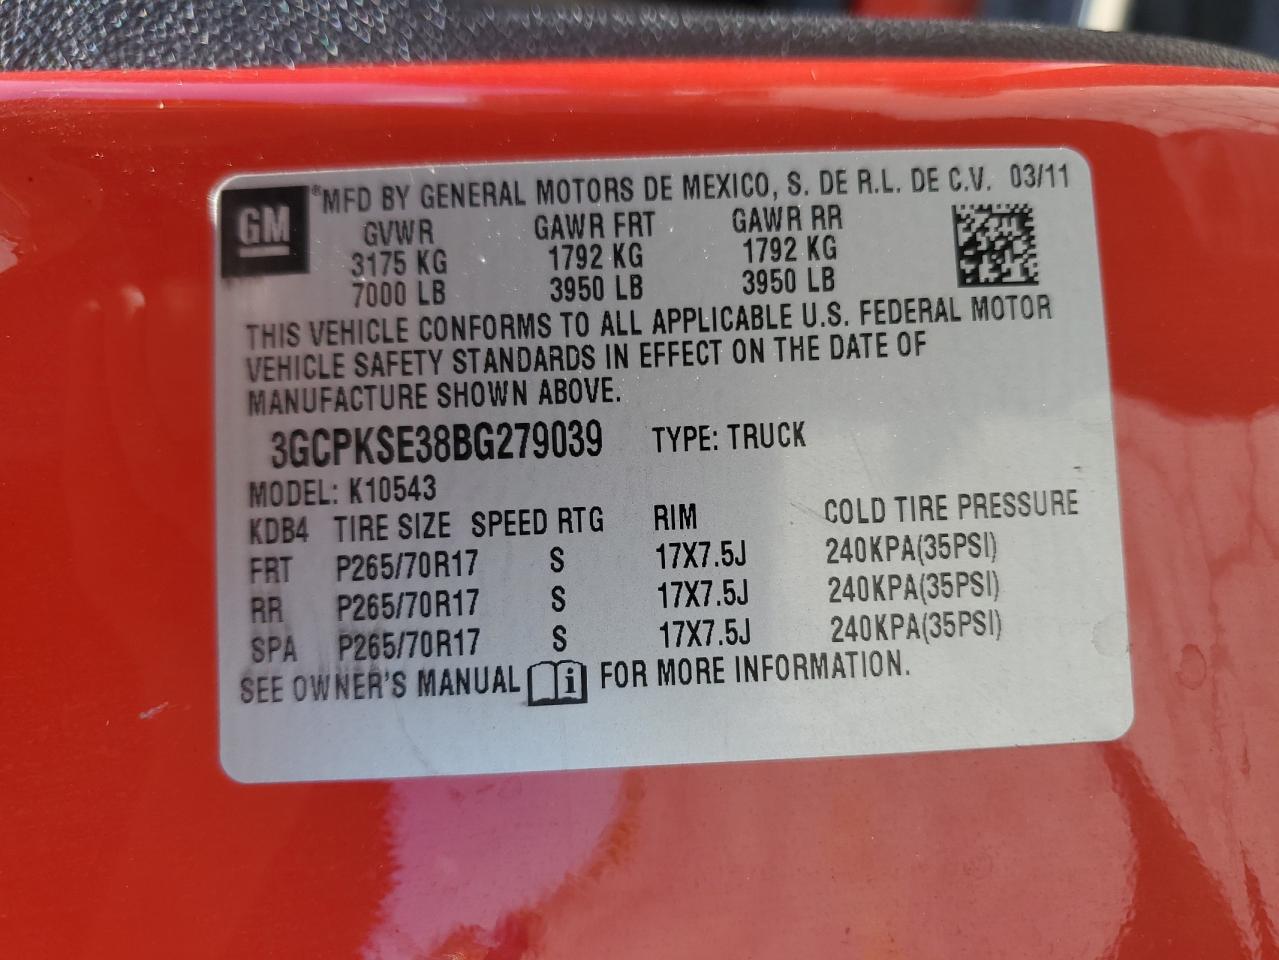 GM ®MFD BY GENERAL MOTORS DE MEXICO, S. DE R.L. DE C.V. 03/11
GVWR GAWR FRT GAWR RR
3175 KG 1792 KG 1792 KG
7000 LB 3950 LB 3950 LB
THIS VEHICLE CONFORMS TO ALL APPLICABLE U.S. FEDERAL MOTOR
VEHICLE SAFETY STANDARDS IN EFFECT ON THE DATE OF
MANUFACTURE SHOWN ABOVE.
3GCPKSE38BG279039 TYPE: TRUCK
MODEL: K10543
KDB4 TIRE SIZE SPEED RTG RIM COLD TIRE PRESSURE
FRT P265/70R17 S 17X7.5J 240KPA(35PSI)
RR P265/70R17 S 17X7.5J 240KPA(35PSI)
SPA P265/70R17 S 17X7.5J 240KPA(35PSI)
SEE OWNER'S MANUAL i FOR MORE INFORMATION.